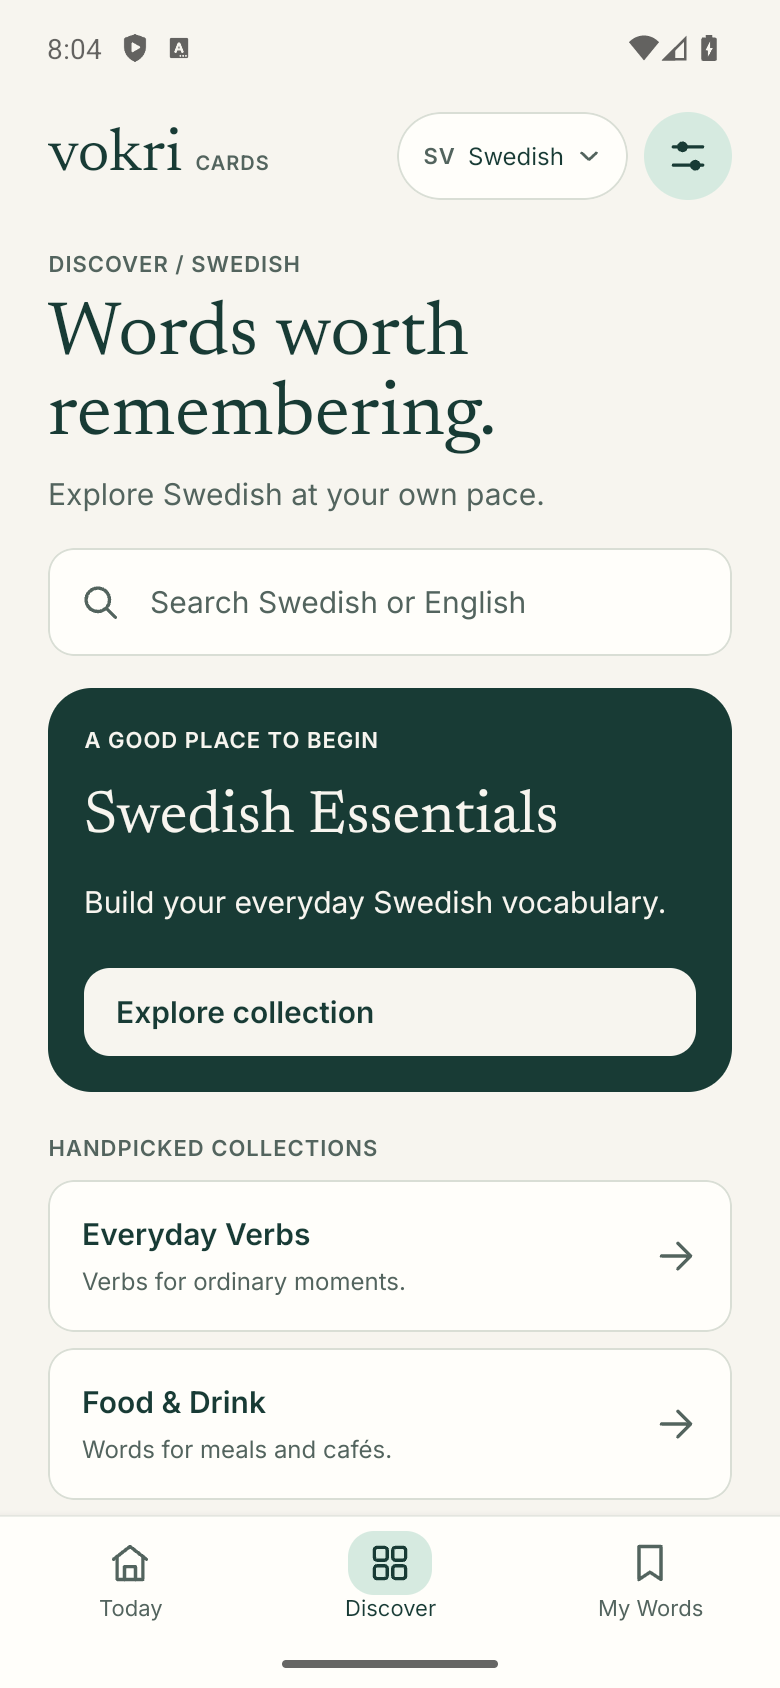 8:04
vokri CARDS
SV Swedish
DISCOVER / SWEDISH
Words worth
remembering.
Explore Swedish at your own pace.
Search Swedish or English
A GOOD PLACE TO BEGIN
Swedish Essentials
Build your everyday Swedish vocabulary.
Explore collection
HANDPICKED COLLECTIONS
Everyday Verbs
Verbs for ordinary moments.
Food & Drink
Words for meals and cafés.
Today
Discover
My Words